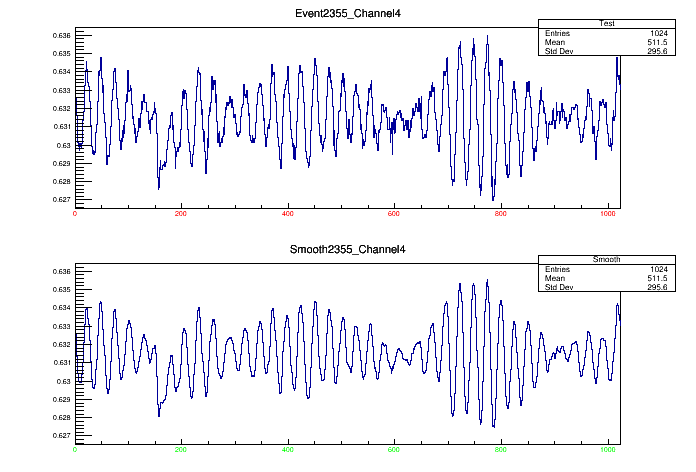 Event2355_Channel4
Test
Entries 1024
Mean 511.5
Std Dev 295.6
0.636
0.635
0.634
0.633
0.632
0.631
0.63
0.629
0.628
0.627
0 200 400 600 800 1000
Smooth2355_Channel4
Smooth
Entries 1024
Mean 511.5
Std Dev 295.6
0.636
0.635
0.634
0.633
0.632
0.631
0.63
0.629
0.628
0.627
0 200 400 600 800 1000